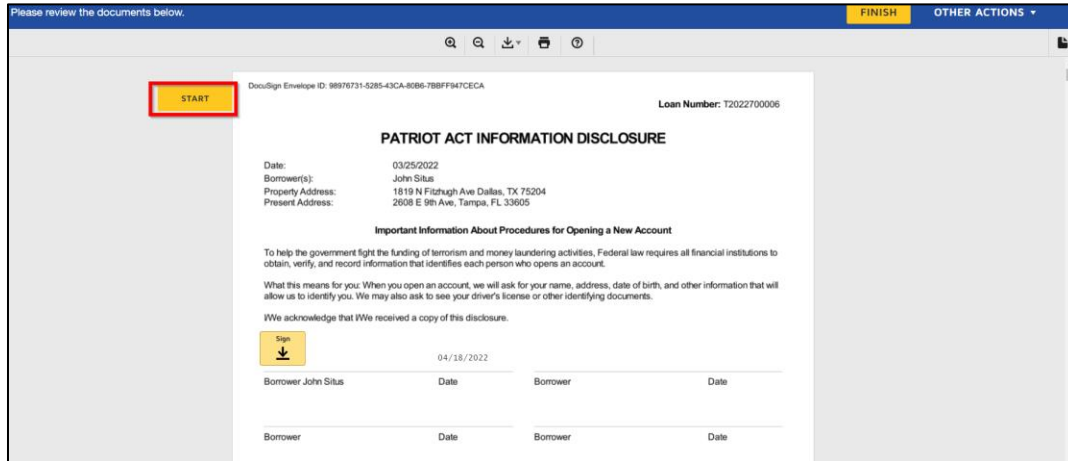 Please review the documents below.
FINISH
OTHER ACTIONS
START
DocuSign Envelope ID: 98976731-5285-43CA-80B6-7BBFF947CECA
Loan Number: T2022700006
PATRIOT ACT INFORMATION DISCLOSURE
Date: 03/25/2022
Borrower(s): John Situs
Property Address: 1819 N Fitzhugh Ave Dallas, TX 75204
Present Address: 2608 E 9th Ave, Tampa, FL 33605
Important Information About Procedures for Opening a New Account
To help the government fight the funding of terrorism and money laundering activities, Federal law requires all financial institutions to
obtain, verify, and record information that identifies each person who opens an account.
What this means for you: When you open an account, we will ask for your name, address, date of birth, and other information that will
allow us to identify you. We may also ask to see your driver's license or other identifying documents.
I/We acknowledge that I/We received a copy of this disclosure.
Sign
04/18/2022
Borrower John Situs Date Borrower Date
Borrower Date Borrower Date